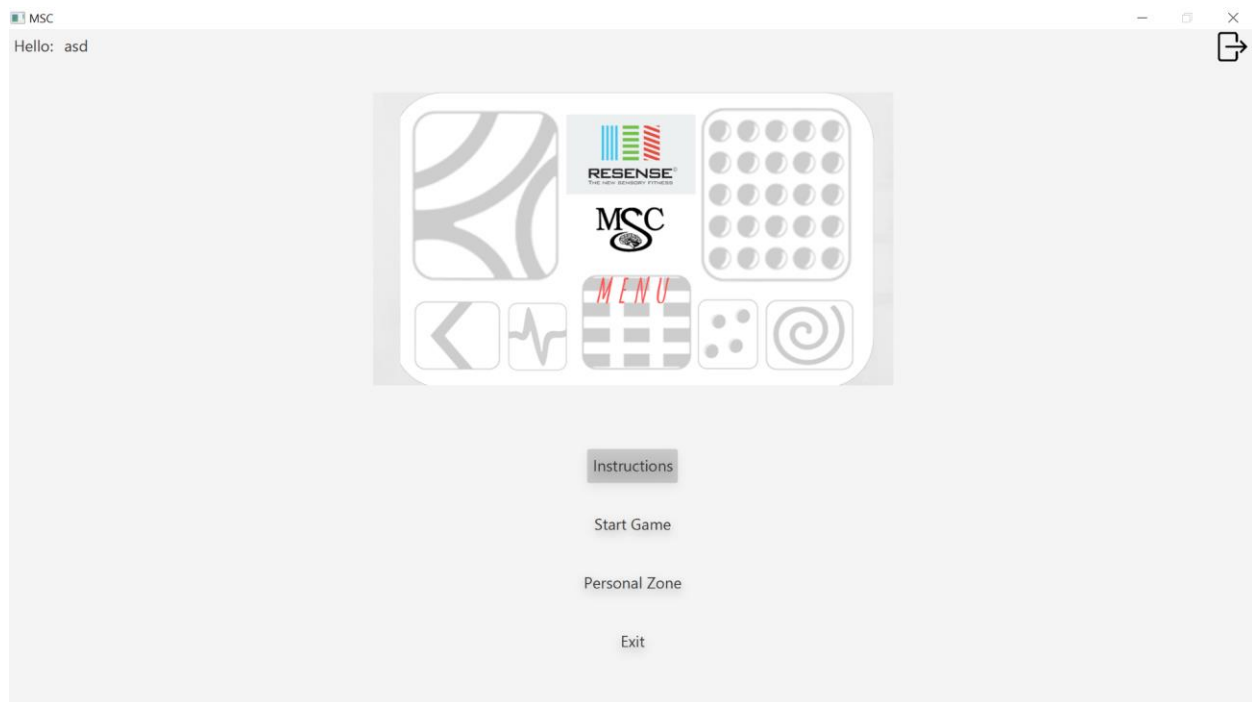 MSC
Hello: asd
RESENSE®
THE NEW SENSORY FITNESS
MSC
MENU
Instructions
Start Game
Personal Zone
Exit